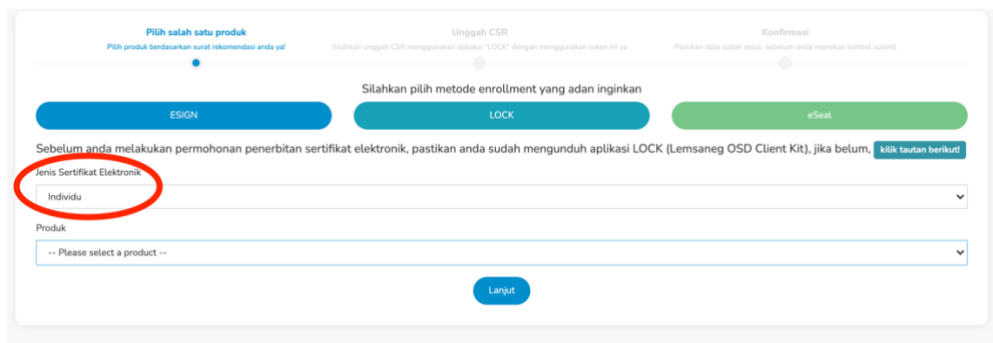 Pilih salah satu produk
Pilih produk berdasarkan surat rekomendasi anda ya!
Unggah CSR
Silahkan unggah CSR menggunakan aplikasi "LOCK" dengan menggunakan token ini ya
Konfirmasi
Pastikan data sudah sesui, sebelum anda menekan tombol submit.
Silahkan pilih metode enrollment yang adan inginkan
ESIGN
LOCK
eSeal
Sebelum anda melakukan permohonan penerbitan sertifikat elektronik, pastikan anda sudah mengunduh aplikasi LOCK (Lemsaneg OSD Client Kit), jika belum, kilik tautan berikut!
Jenis Sertifikat Elektronik
Individu
Produk
-- Please select a product --
Lanjut